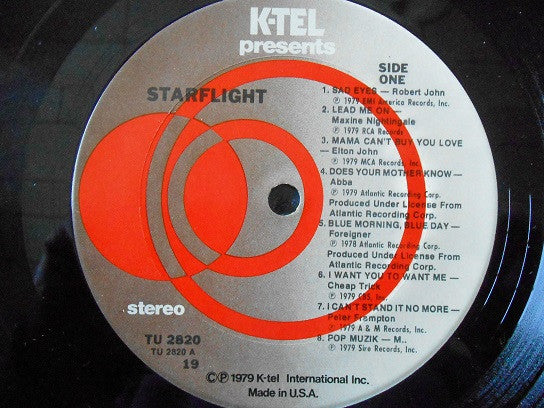 K-TEL
presents
SIDE
ONE
STARFLIGHT
1. SAD EYES — Robert John
Ⓟ 1979 EMI America Records, Inc.
2. LEAD ME ON —
Maxine Nightingale
Ⓟ 1979 RCA Records
3. MAMA CAN'T BUY YOU LOVE
— Elton John
Ⓟ 1979 MCA Records, Inc
4. DOES YOUR MOTHER KNOW —
Abba
Ⓟ 1979 Atlantic Recording Corp.
Produced Under License From
Atlantic Recording Corp.
5. BLUE MORNING, BLUE DAY —
Foreigner
Ⓟ 1978 Atlantic Recording Corp.
Produced Under License From
Atlantic Recording Corp.
6. I WANT YOU TO WANT ME —
Cheap Trick
Ⓟ 1979 CBS, Inc.
7. I CAN'T STAND IT NO MORE —
Peter Frampton
Ⓟ 1979 A & M Records, Inc.
8. POP MUZIK — M..
Ⓟ 1979 Sire Records, Inc.
stereo
TU 2820
TU 2820 A
19
©Ⓟ 1979 K-tel International Inc.
Made in U.S.A.